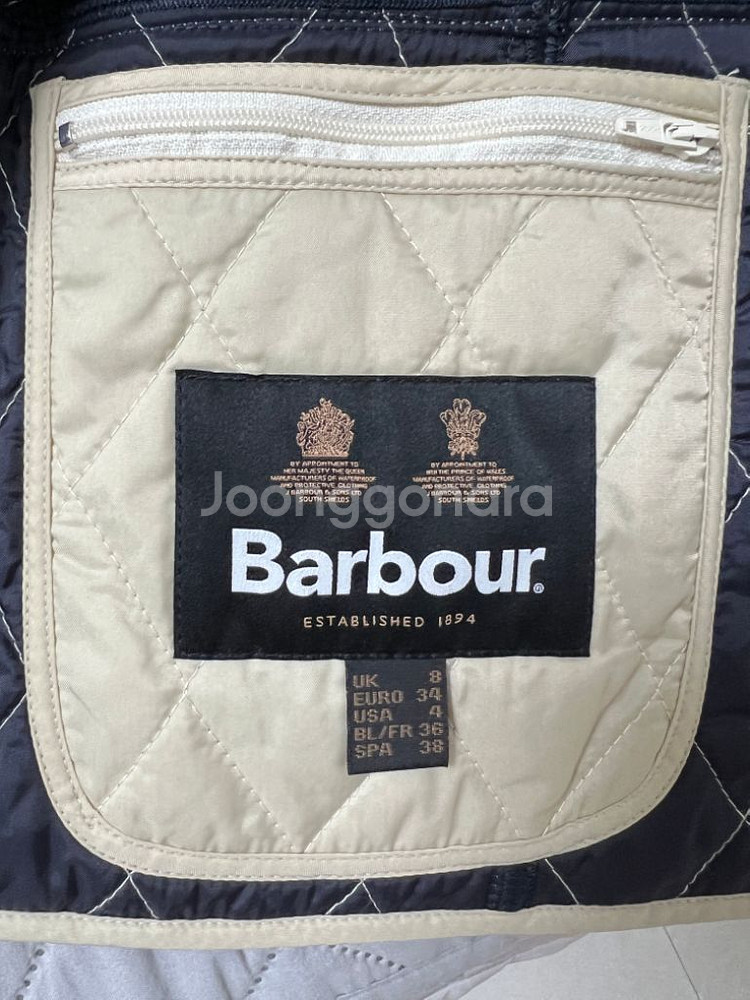 BY APPOINTMENT TO
HER MAJESTY THE QUEEN
MANUFACTURERS OF WATERPROOF
AND PROTECTIVE CLOTHING
J BARBOUR & SONS LTD
SOUTH SHIELDS
BY APPOINTMENT TO
HRH THE PRINCE OF WALES
MANUFACTURERS OF WATERPROOF
AND PROTECTIVE CLOTHING
J BARBOUR & SONS LTD
SOUTH SHIELDS
Joonggonara
Barbour®
ESTABLISHED 1894
UK 8
EURO 34
USA 4
BL/FR 36
SPA 38